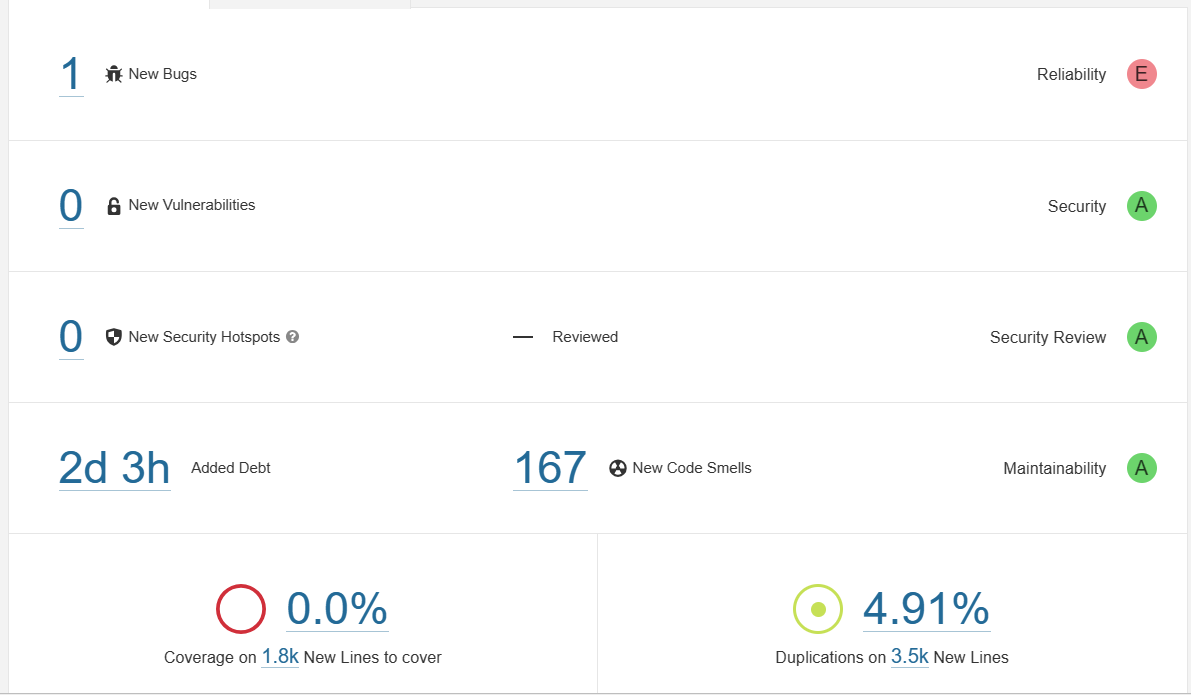 1 New Bugs Reliability E
0 New Vulnerabilities Security A
0 New Security Hotspots ? — Reviewed Security Review A
2d 3h Added Debt 167 New Code Smells Maintainability A
0.0% 4.91%
Coverage on 1.8k New Lines to cover Duplications on 3.5k New Lines